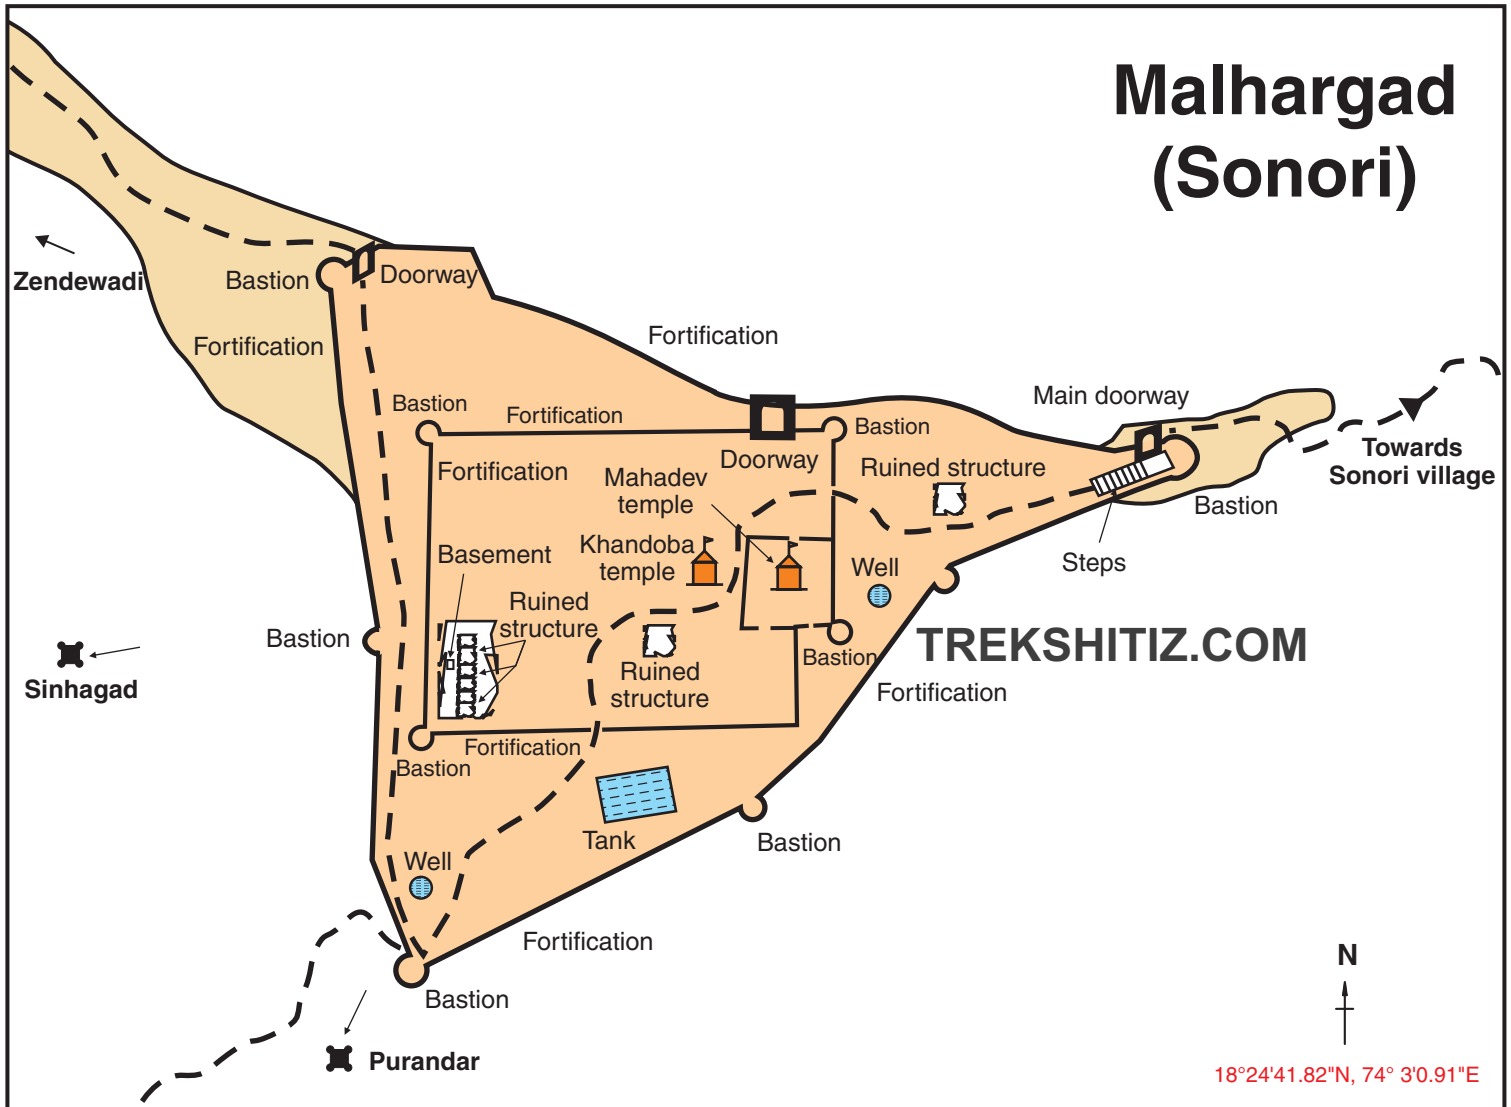 Malhargad
(Sonori)
Zendewadi
Bastion
Doorway
Fortification
Fortification
Bastion
Fortification
Main doorway
Bastion
Towards
Sonori village
Fortification
Doorway
Mahadev
temple
Ruined structure
Bastion
Steps
Basement
Khandoba
temple
Well
Ruined
structure
Bastion
TREKSHITIZ.COM
Sinhagad
Ruined
structure
Bastion
Fortification
Fortification
Bastion
Tank
Bastion
Well
Fortification
Bastion
N
Purandar
18°24'41.82"N, 74° 3'0.91"E